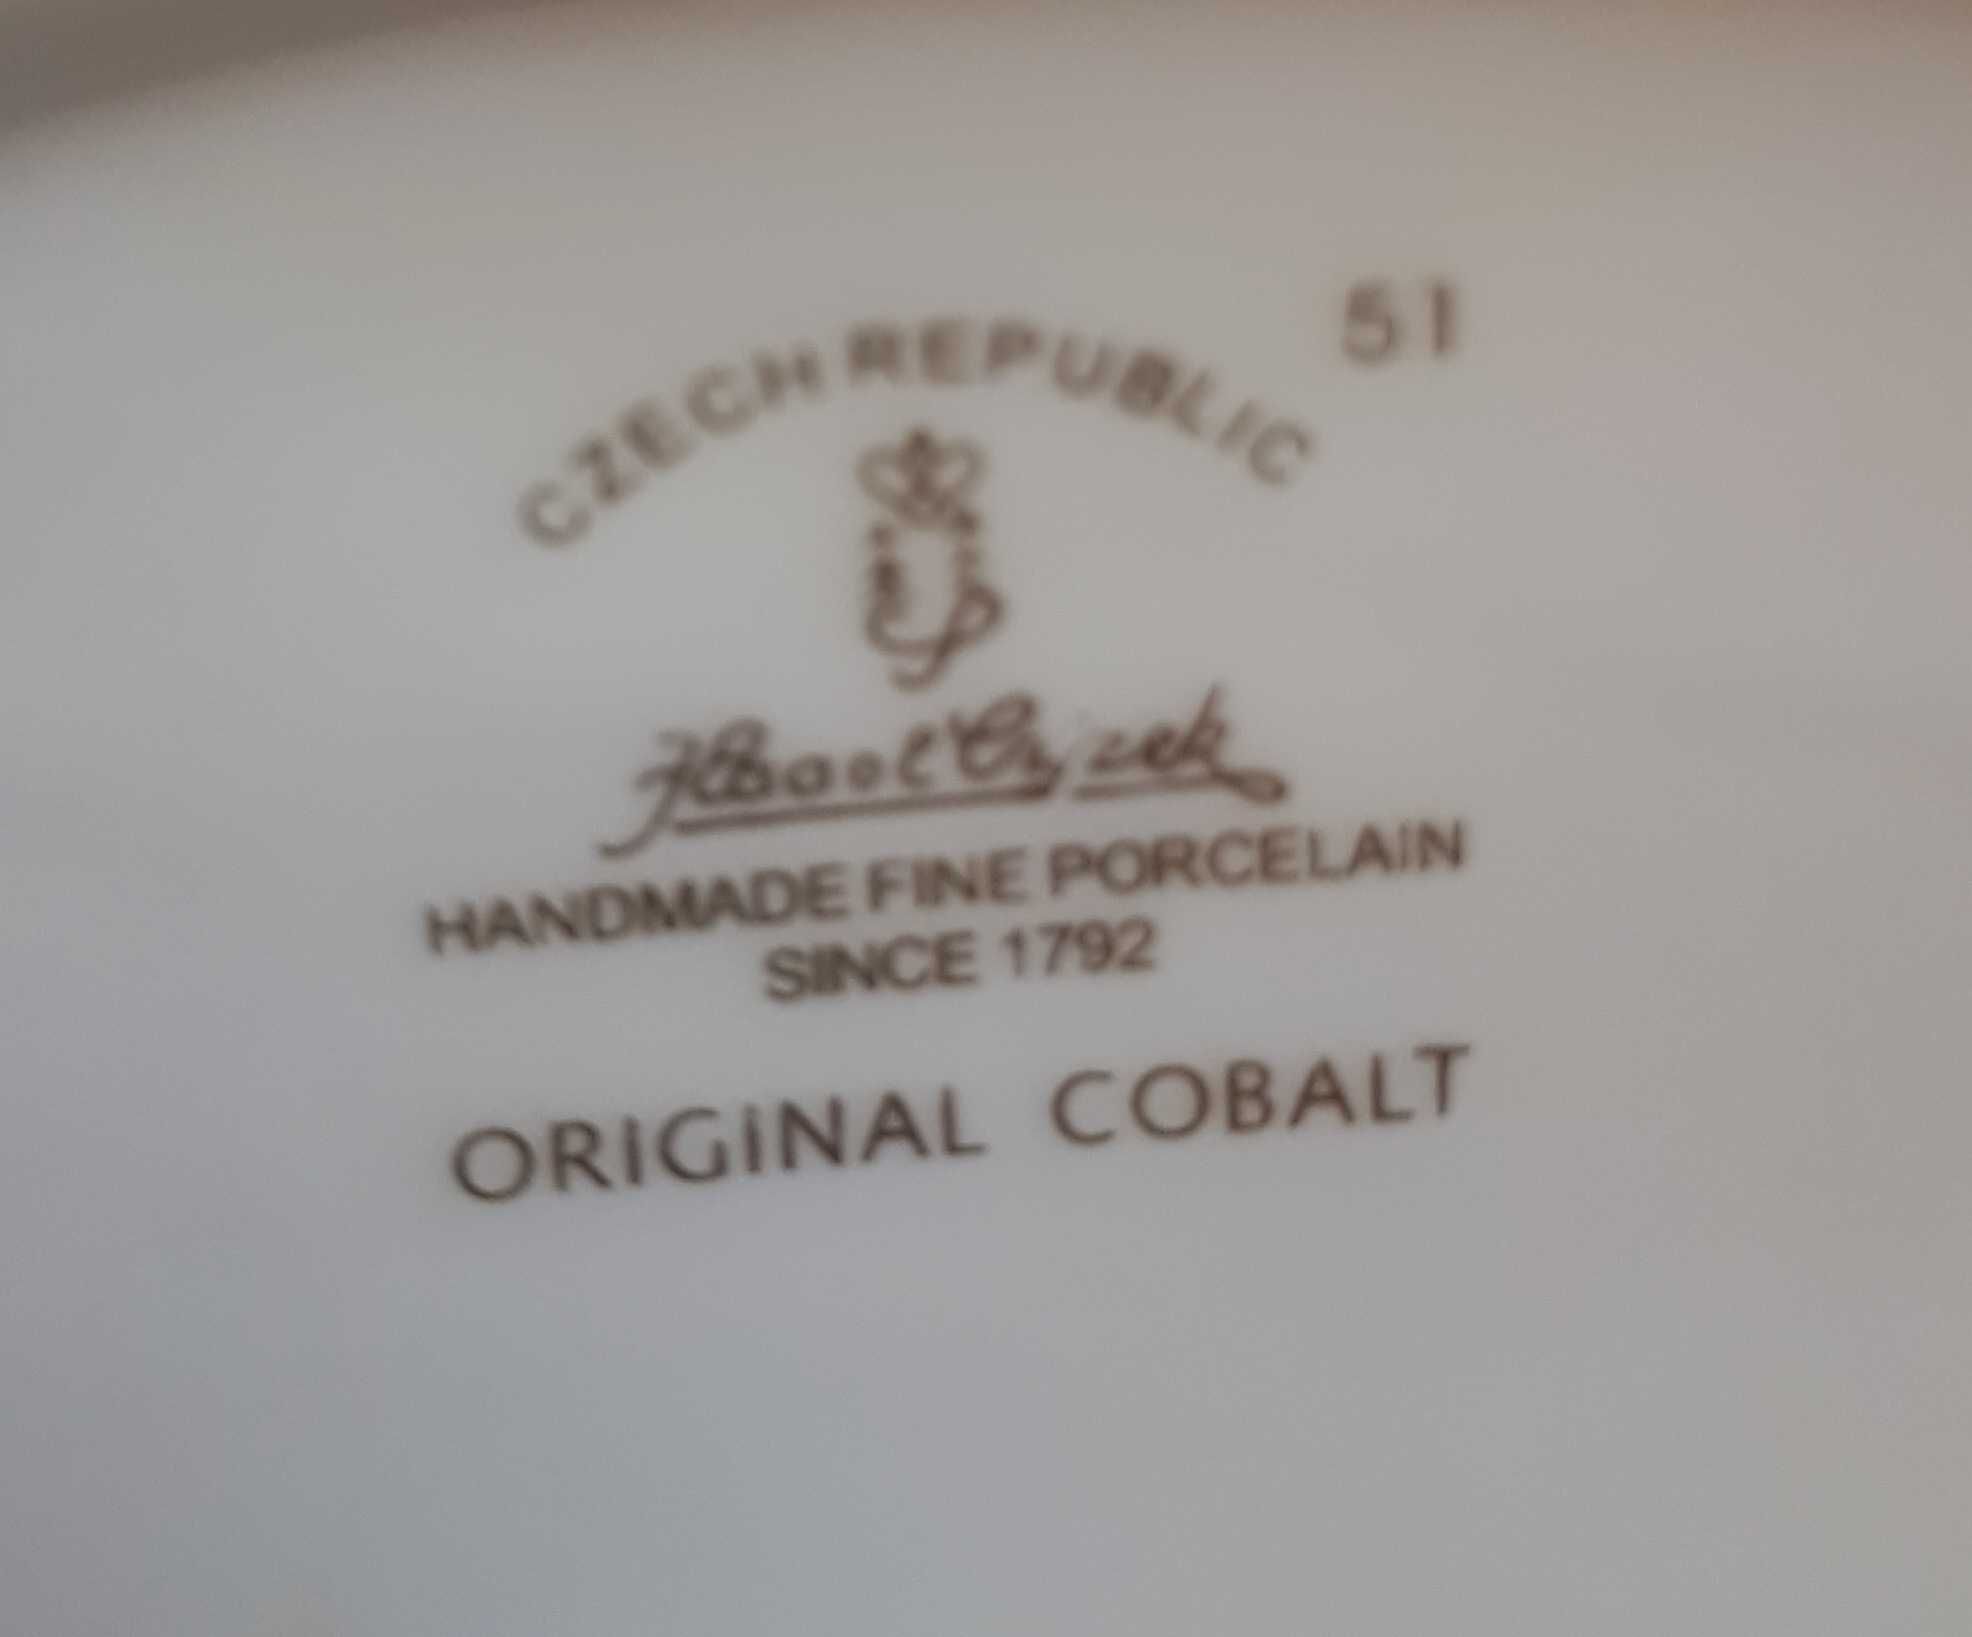 51
CZECH REPUBLIC
HANDMADE FINE PORCELAIN
SINCE 1792
ORIGINAL COBALT